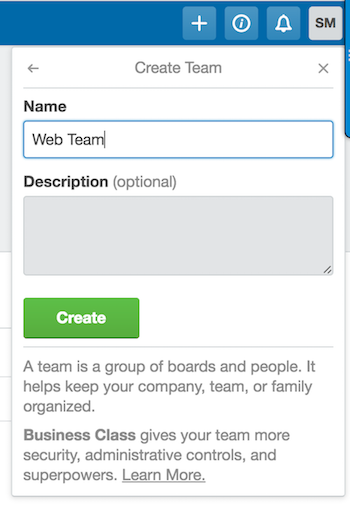 SM
Create Team
Name
Web Team
Description (optional)
Create
A team is a group of boards and people. It
helps keep your company, team, or family
organized.
Business Class gives your team more
security, administrative controls, and
superpowers. Learn More.